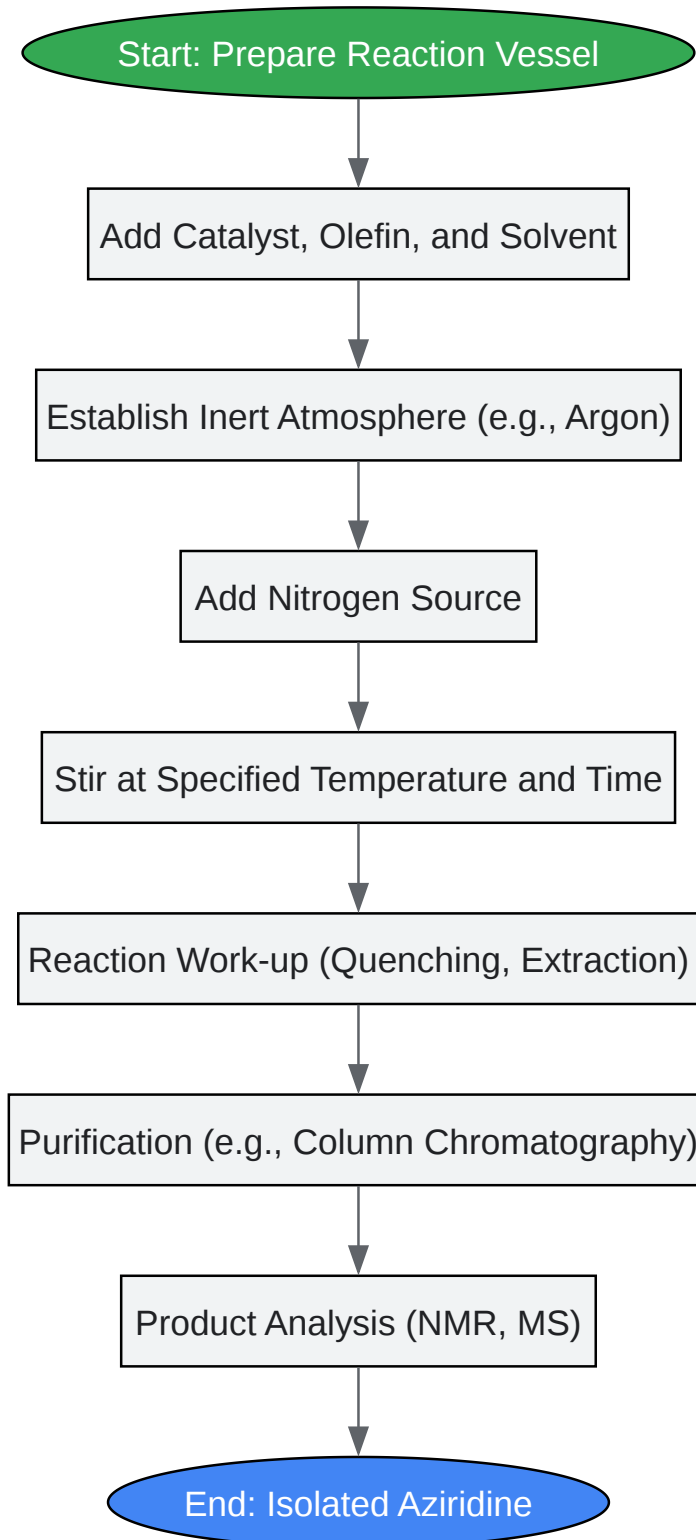 Start: Prepare Reaction Vessel
Add Catalyst, Olefin, and Solvent
Establish Inert Atmosphere (e.g., Argon)
Add Nitrogen Source
Stir at Specified Temperature and Time
Reaction Work-up (Quenching, Extraction)
Purification (e.g., Column Chromatography)
Product Analysis (NMR, MS)
End: Isolated Aziridine